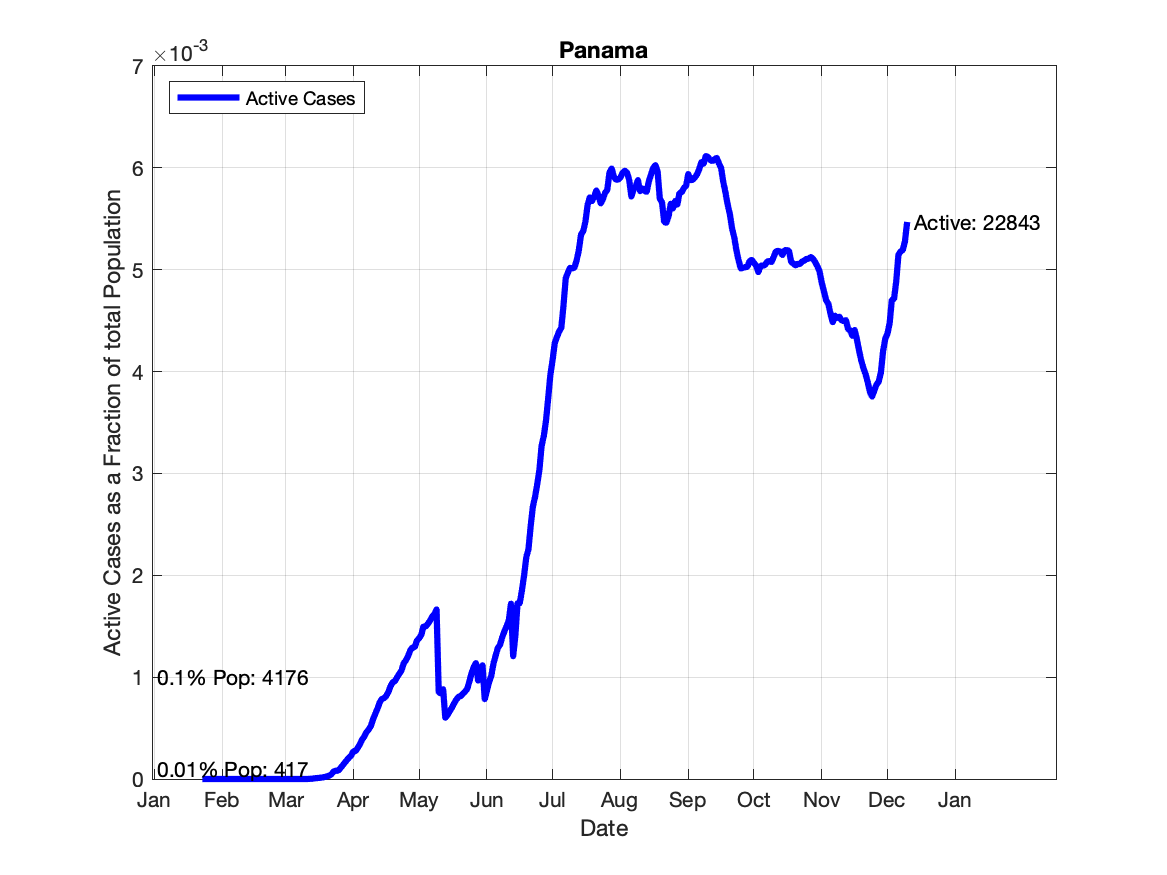 Panama
×10-3
7
6
5
4
3
2
1
0
Active Cases as a Fraction of total Population
Active Cases
Active: 22843
0.1% Pop: 4176
0.01% Pop: 417
Jan Feb Mar Apr May Jun Jul Aug Sep Oct Nov Dec Jan
Date